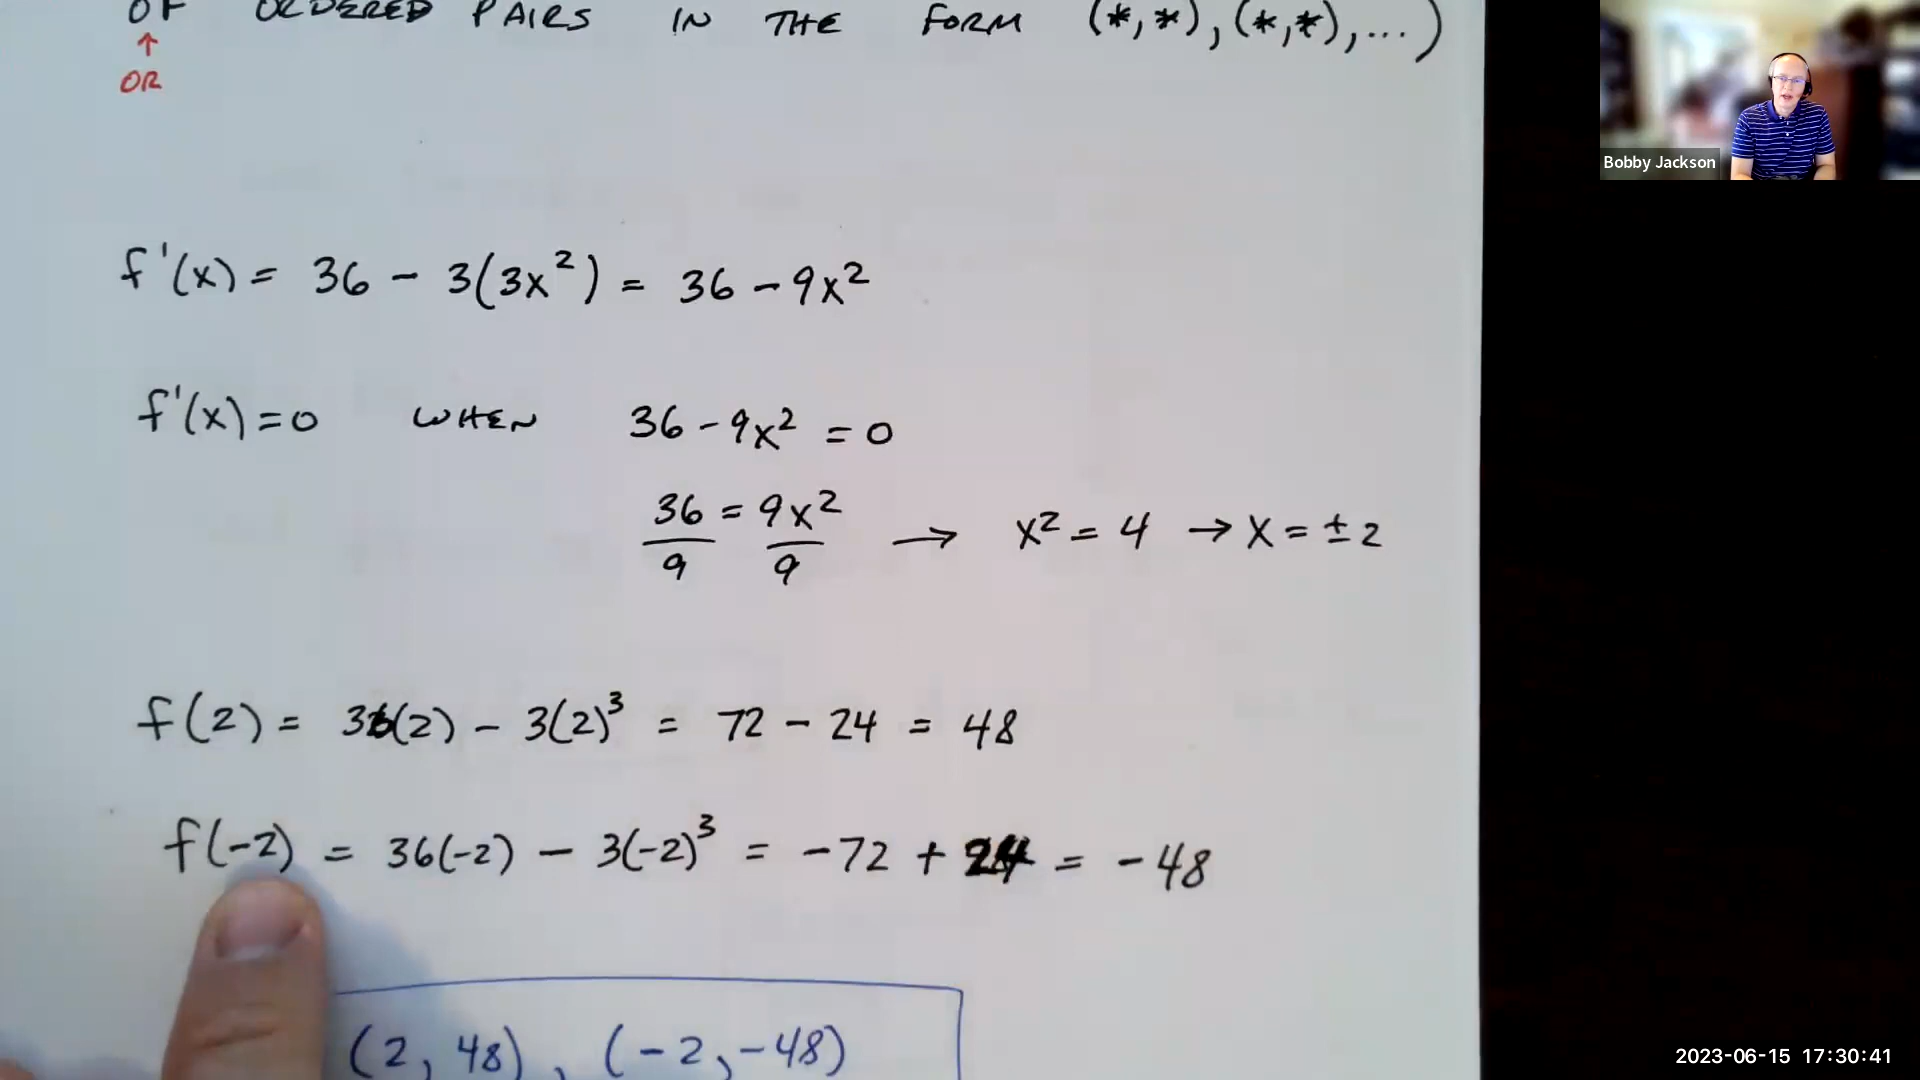 OF ORDERED PAIRS IN THE FORM (*,*), (*,*), ...)
↑
OR
Bobby Jackson
f'(x) = 36 - 3(3x²) = 36 - 9x²
f'(x) = 0 WHEN 36 - 9x² = 0
36/9 = 9x²/9 → x² = 4 → x = ±2
f(2) = 36(2) - 3(2)³ = 72 - 24 = 48
f(-2) = 36(-2) - 3(-2)³ = -72 + 24 = -48
(2, 48), (-2, -48)
2023-06-15 17:30:41